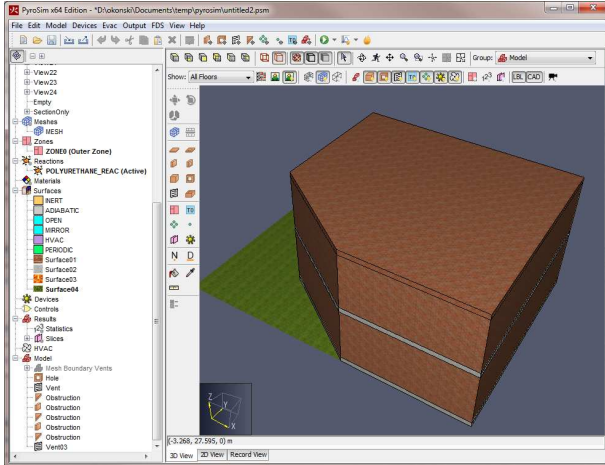 PyroSim x64 Edition - *D:\okonski\Documents\temp\pyrosim\untitled2.psm
File Edit Model Devices Evac Output FDS View Help
Group: Model
Show: All Floors
LBL CAD
View22
View23
View24
Empty
SectionOnly
Meshes
MESH
Zones
ZONE0 (Outer Zone)
Reactions
POLYURETHANE_REAC (Active)
Materials
Surfaces
INERT
ADIABATIC
OPEN
MIRROR
HVAC
PERIODIC
Surface01
Surface02
Surface03
Surface04
Devices
Controls
Results
Statistics
Slices
HVAC
Model
Mesh Boundary Vents
Hole
Vent
Obstruction
Obstruction
Obstruction
Obstruction
Obstruction
Vent03
N D
Z Y X
(-3.268, 27.595, 0) m
3D View 2D View Record View